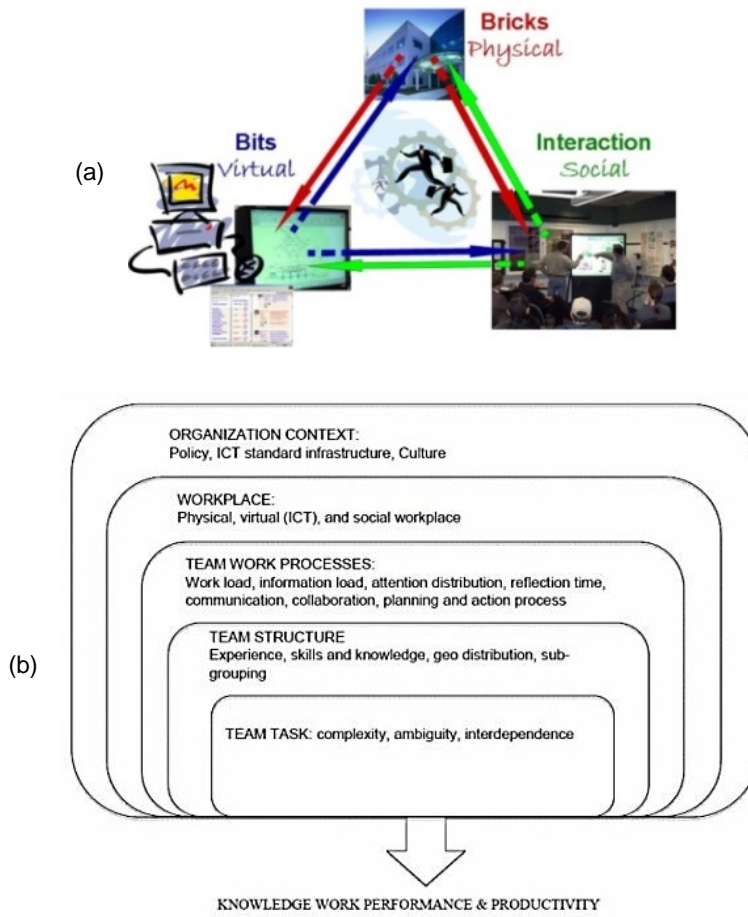 Bricks
Physical
Bits
Virtual
Interaction
Social
(a)
ORGANIZATION CONTEXT:
Policy, ICT standard infrastructure, Culture
WORKPLACE:
Physical, virtual (ICT), and social workplace
TEAM WORK PROCESSES:
Work load, information load, attention distribution, reflection time,
communication, collaboration, planning and action process
(b)
TEAM STRUCTURE
Experience, skills and knowledge, geo distribution, sub-
grouping
TEAM TASK: complexity, ambiguity, interdependence
KNOWLEDGE WORK PERFORMANCE & PRODUCTIVITY